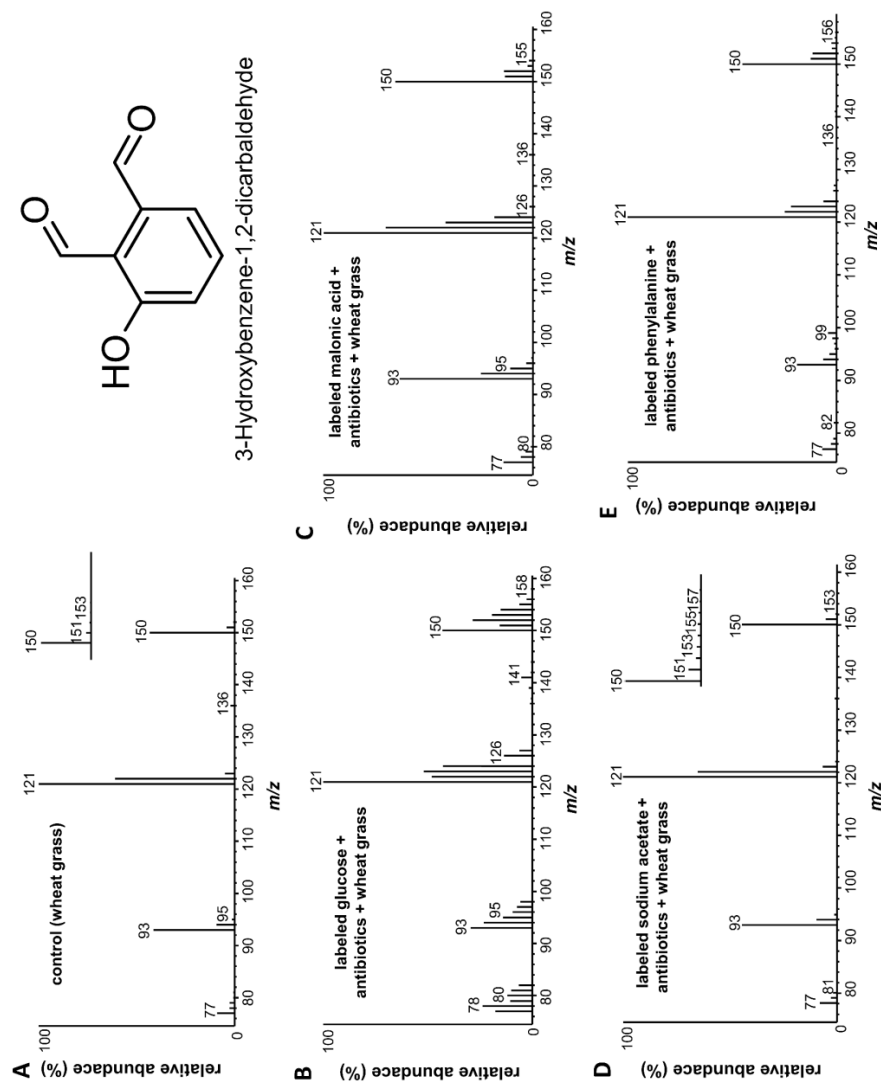 A
control (wheat grass)
relative abundace (%)
100
0
77
93
95
121
136
150
150
151
153
80 90 100 110 120 130 140 150 160
m/z
HO
O
O
3-Hydroxybenzene-1,2-dicarbaldehyde
B
labeled glucose +
antibiotics + wheat grass
relative abundace (%)
100
0
78
80
93
95
121
126
141
150
158
80 90 100 110 120 130 140 150 160
m/z
C
labeled malonic acid +
antibiotics + wheat grass
relative abundace (%)
100
0
77
80
93
95
121
126
136
150
155
80 90 100 110 120 130 140 150 160
m/z
D
labeled sodium acetate +
antibiotics + wheat grass
relative abundace (%)
100
0
77
81
93
121
150
153
150
151
153
155
157
80 90 100 110 120 130 140 150 160
m/z
E
labeled phenylalanine +
antibiotics + wheat grass
relative abundace (%)
100
0
77
82
93
99
121
136
150
156
80 90 100 110 120 130 140 150
m/z